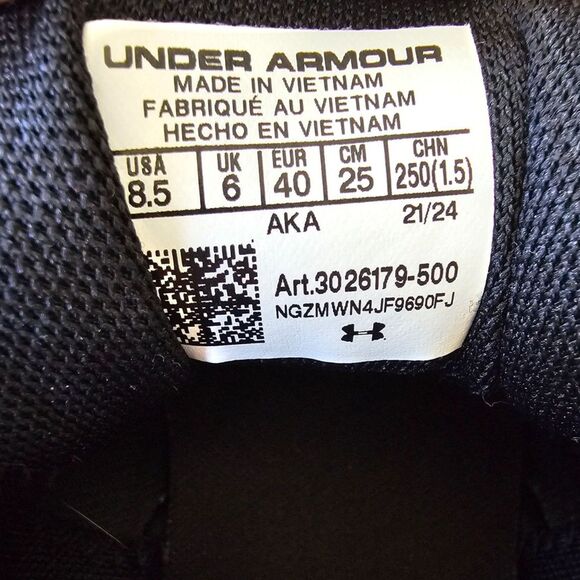 UNDER ARMOUR
MADE IN VIETNAM
FABRIQUÉ AU VIETNAM
HECHO EN VIETNAM
USA UK EUR CM CHN
8.5 6 40 25 250(1.5)
AKA 21/24
Art.3026179-500
NGZMWN4JF9690FJ